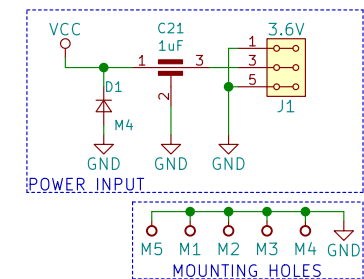 VCC
C21
1uF
3.6V
1
3
1
3
5
D1
2
M4
J1
GND
GND
GND
POWER INPUT
M5
M1
M2
M3
M4
GND
MOUNTING HOLES